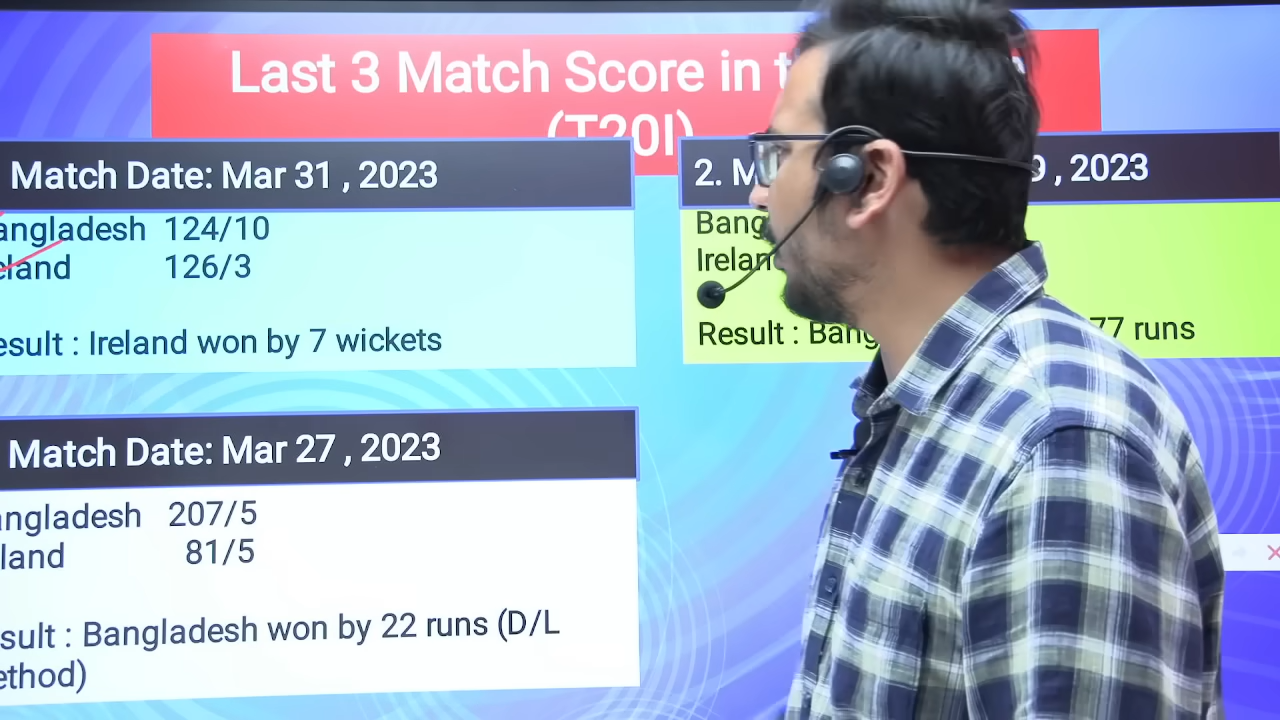 Last 3 Match Score in
(T20I)
Match Date: Mar 31 , 2023
angladesh 124/10
eland 126/3
esult : Ireland won by 7 wickets
2. , 2023
Bang
Irelan
Result : Bang 77 runs
Match Date: Mar 27 , 2023
angladesh 207/5
land 81/5
sult : Bangladesh won by 22 runs (D/L
ethod)